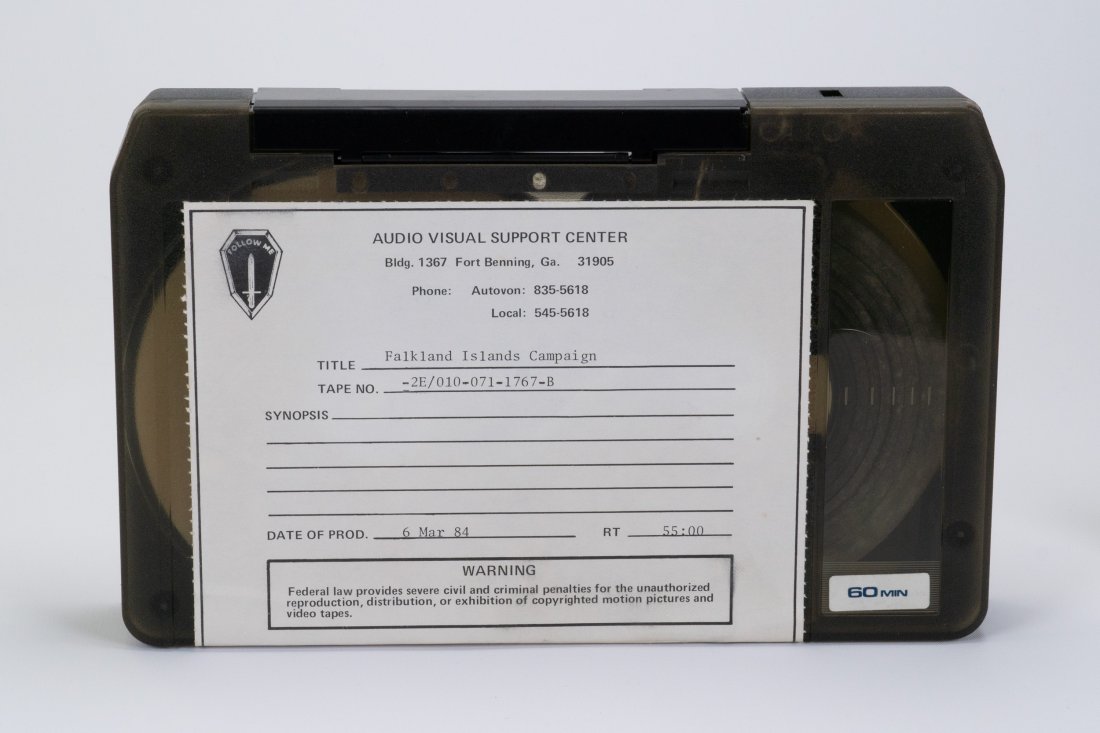 FOLLOW ME
AUDIO VISUAL SUPPORT CENTER
Bldg. 1367 Fort Benning, Ga. 31905
Phone: Autovon: 835-5618
Local: 545-5618
TITLE Falkland Islands Campaign
TAPE NO. -2E/010-071-1767-B
SYNOPSIS
DATE OF PROD. 6 Mar 84 RT 55:00
WARNING
Federal law provides severe civil and criminal penalties for the unauthorized
reproduction, distribution, or exhibition of copyrighted motion pictures and
video tapes.
60 MIN